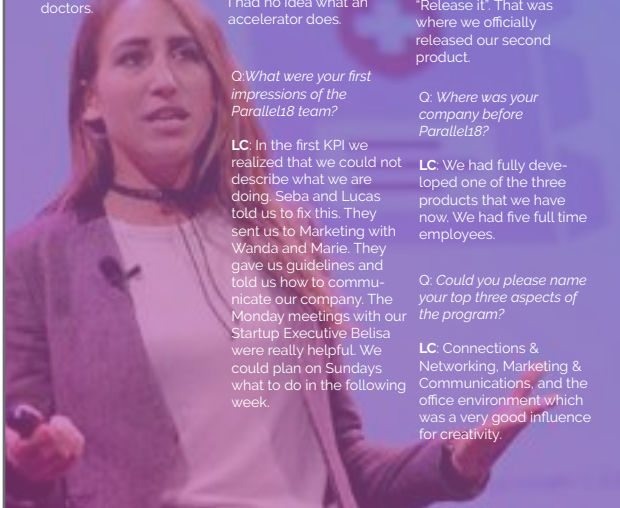 doctors.
I had no idea what an
accelerator does.
Q:What were your first
impressions of the
Parallel18 team?
LC: In the first KPI we
realized that we could not
describe what we are
doing. Seba and Lucas
told us to fix this. They
sent us to Marketing with
Wanda and Marie. They
gave us guidelines and
told us how to commu-
nicate our company. The
Monday meetings with our
Startup Executive Belisa
were really helpful. We
could plan on Sundays
what to do in the following
week.
“Release it”. That was
where we officially
released our second
product.
Q: Where was your
company before
Parallel18?
LC: We had fully deve-
loped one of the three
products that we have
now. We had five full time
employees.
Q: Could you please name
your top three aspects of
the program?
LC: Connections &
Networking, Marketing &
Communications, and the
office environment which
was a very good influence
for creativity.